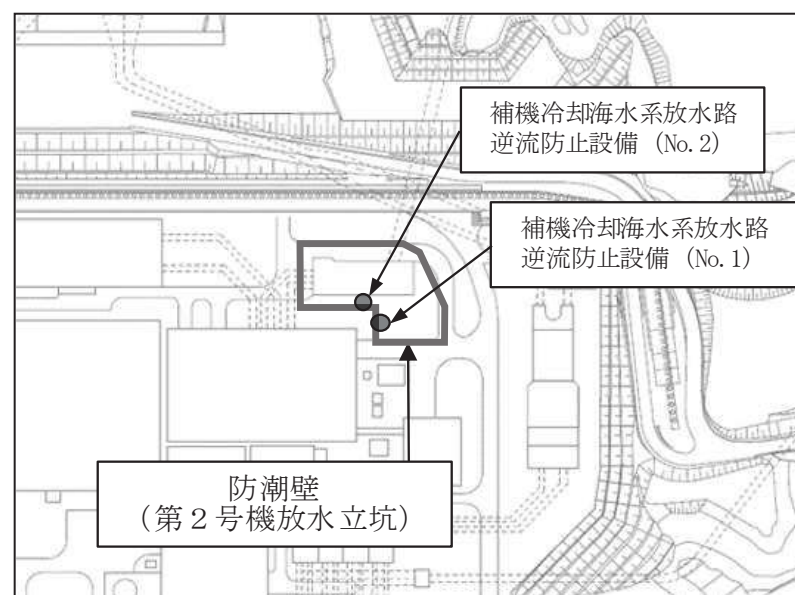 補機冷却海水系放水路
逆流防止設備 (No.2)
補機冷却海水系放水路
逆流防止設備 (No.1)
防潮壁
(第２号機放水立坑)